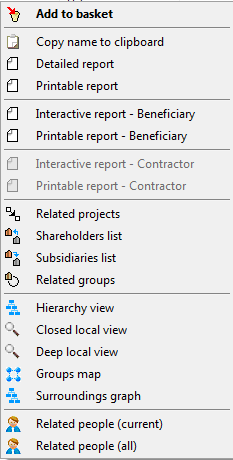 Add to basket
Copy name to clipboard
Detailed report
Printable report
Interactive report - Beneficiary
Printable report - Beneficiary
Interactive report - Contractor
Printable report - Contractor
Related projects
Shareholders list
Subsidiaries list
Related groups
Hierarchy view
Closed local view
Deep local view
Groups map
Surroundings graph
Related people (current)
Related people (all)